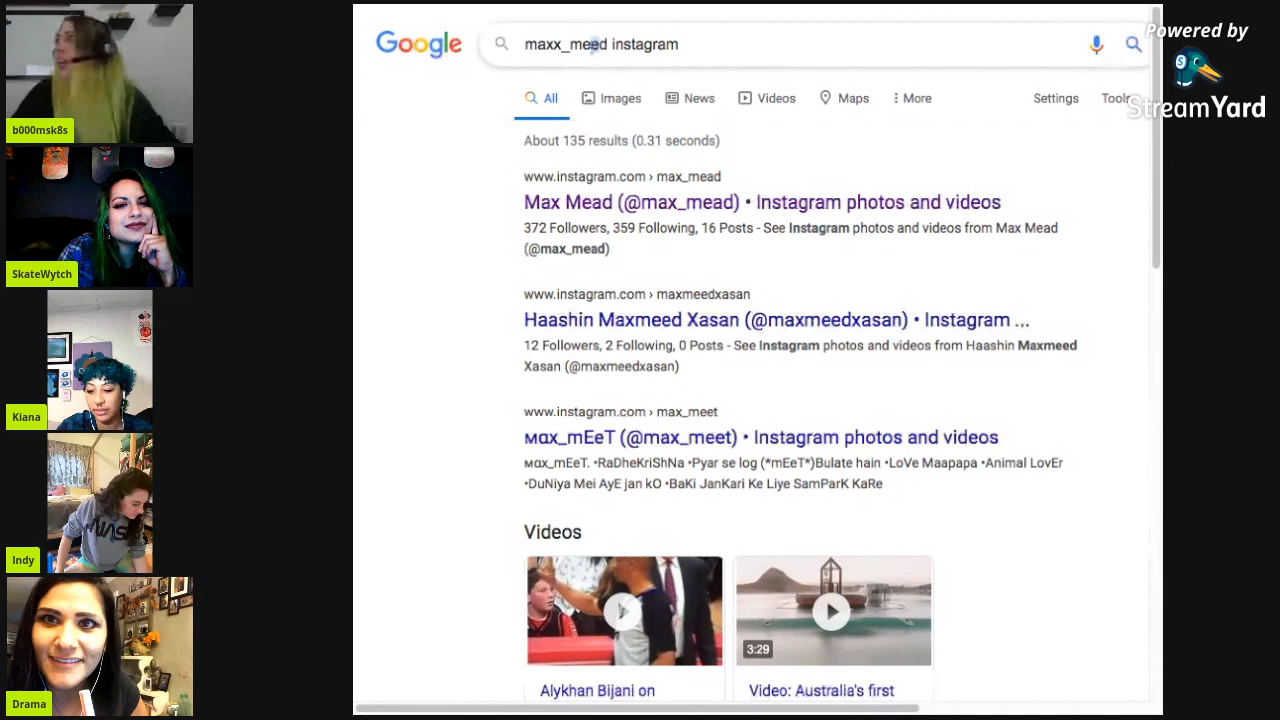 Google
maxx_meed instagram
Powered by
StreamYard
All
Images
News
Videos
Maps
More
Settings
Tools
About 135 results (0.31 seconds)
www.instagram.com › max_mead
Max Mead (@max_mead) • Instagram photos and videos
372 Followers, 359 Following, 16 Posts - See Instagram photos and videos from Max Mead
(@max_mead)
www.instagram.com › maxmeedxasan
Haashin Maxmeed Xasan (@maxmeedxasan) • Instagram ...
12 Followers, 2 Following, 0 Posts - See Instagram photos and videos from Haashin Maxmeed
Xasan (@maxmeedxasan)
www.instagram.com › max_meet
мαx_mEeT (@max_meet) • Instagram photos and videos
мαx_mEeT. •RaDheKriShNa •Pyar se log (*mEeT*)Bulate hain •LoVe Maapapa •Animal LovEr
•DuNiya Mei AyE jan kO •BaKi JanKari Ke Liye SamParK KaRe
Videos
3:29
Alykhan Bijani on
Video: Australia's first
b000msk8s
SkateWytch
Kiana
Indy
NASA
Drama